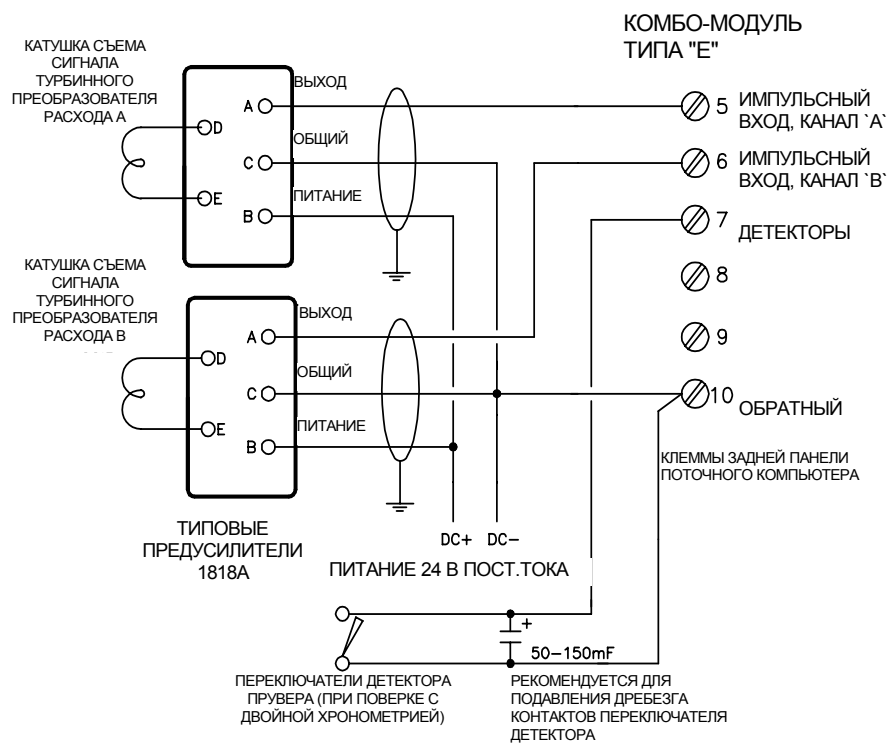 КОМБО-МОДУЛЬ
ТИПА "E"
КАТУШКА СЪЕМА
СИГНАЛА
ТУРБИННОГО
ПРЕОБРАЗОВАТЕЛЯ
РАСХОДА A
D
E
A
C
B
ВЫХОД
ОБЩИЙ
ПИТАНИЕ
5 ИМПУЛЬСНЫЙ
ВХОД, КАНАЛ `A`
6 ИМПУЛЬСНЫЙ
ВХОД, КАНАЛ `B`
7 ДЕТЕКТОРЫ
8
9
10 ОБРАТНЫЙ
КЛЕММЫ ЗАДНЕЙ ПАНЕЛИ
ПОТОЧНОГО КОМПЬЮТЕРА
КАТУШКА СЪЕМА
СИГНАЛА
ТУРБИННОГО
ПРЕОБРАЗОВАТЕЛЯ
РАСХОДА B
D
E
A
C
B
ВЫХОД
ОБЩИЙ
ПИТАНИЕ
ТИПОВЫЕ
ПРЕДУСИЛИТЕЛИ
1818A
DC+ DC-
ПИТАНИЕ 24 В ПОСТ.ТОКА
+
50-150mF
ПЕРЕКЛЮЧАТЕЛИ ДЕТЕКТОРА
ПРУВЕРА (ПРИ ПОВЕРКЕ С
ДВОЙНОЙ ХРОНОМЕТРИЕЙ)
РЕКОМЕНДУЕТСЯ ДЛЯ
ПОДАВЛЕНИЯ ДРЕБЕЗГА
КОНТАКТОВ ПЕРЕКЛЮЧАТЕЛЯ
ДЕТЕКТОРА